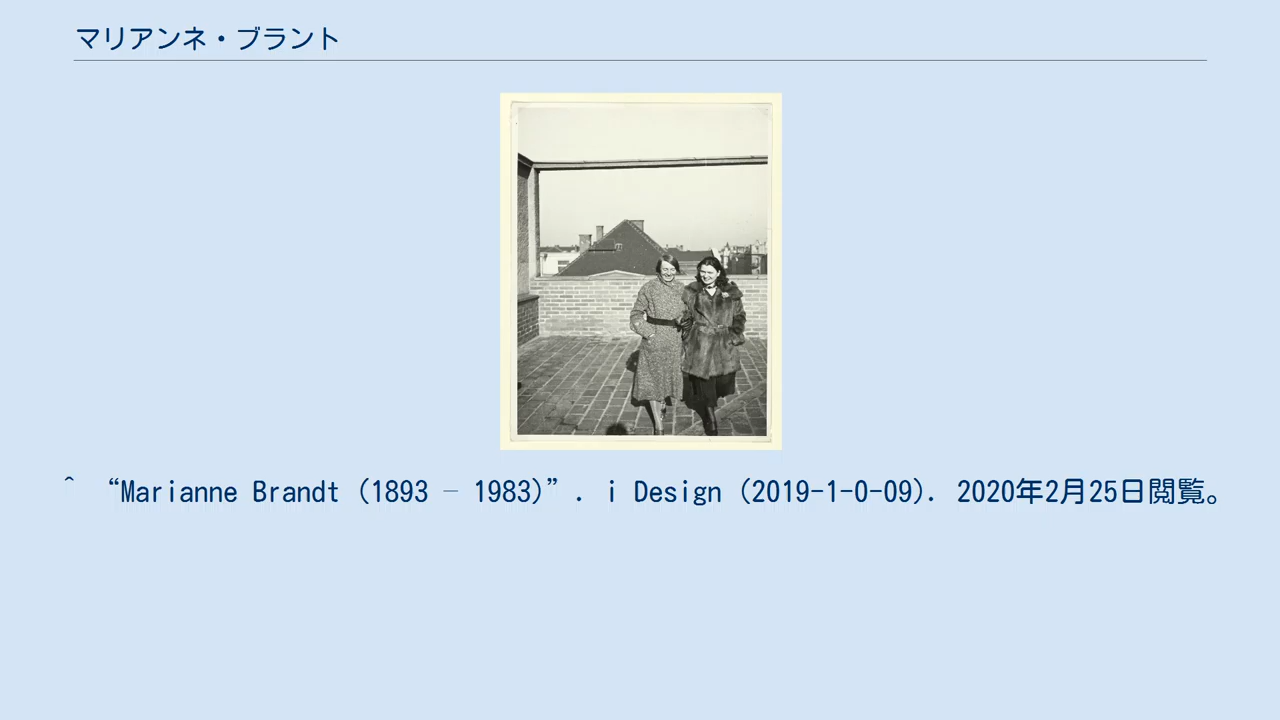 マリアンネ・ブラント
^ “Marianne Brandt (1893 – 1983)”. i Design (2019-1-0-09). 2020年2月25日閲覧。